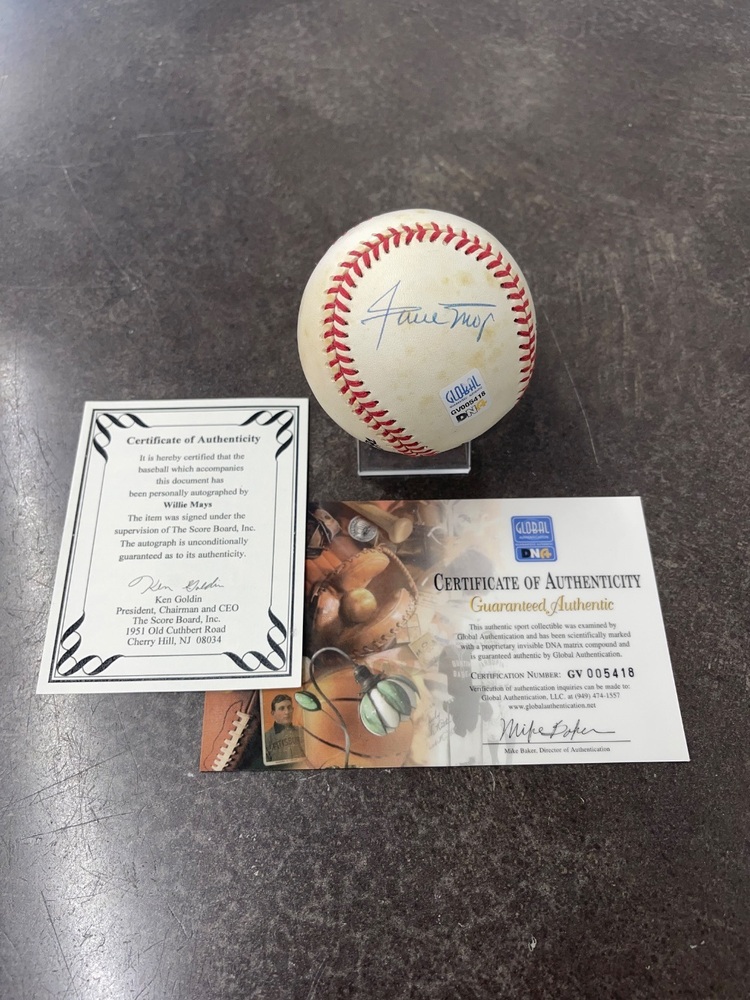 Willie Mays
GLOBAL
GV005418
DNA
Certificate of Authenticity
It is hereby certified that the
baseball which accompanies
this document has
been personally autographed by
Willie Mays
The item was signed under the
supervision of The Score Board, Inc.
The autograph is unconditionally
guaranteed as to its authenticity.
Ken Goldin
Ken Goldin
President, Chairman and CEO
The Score Board, Inc.
1951 Old Cuthbert Road
Cherry Hill, NJ 08034
GLOBAL
AUTHENTICATION
DNA
CERTIFICATE OF AUTHENTICITY
Guaranteed Authentic
This authentic sport collectible was examined by
Global Authentication and has been scientifically marked
with a proprietary invisible DNA matrix compound and
is guaranteed authentic by Global Authentication.
CERTIFICATION NUMBER: GV 005418
Verification of authentication inquiries can be made to:
Global Authentication, LLC. at (949) 474-1557
www.globalauthentication.net
Mike Baker
MIKE BAKER, DIRECTOR OF AUTHENTICATION